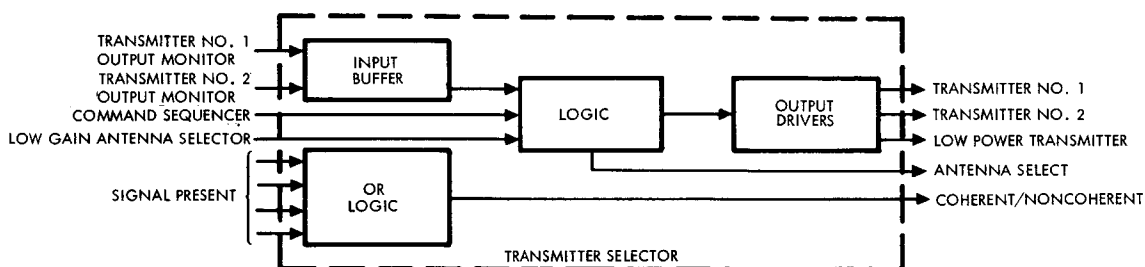 TRANSMITTER NO. 1
OUTPUT MONITOR
TRANSMITTER NO. 2
OUTPUT MONITOR
COMMAND SEQUENCER
LOW GAIN ANTENNA SELECTOR
SIGNAL PRESENT
INPUT
BUFFER
OR
LOGIC
LOGIC
OUTPUT
DRIVERS
TRANSMITTER NO. 1
TRANSMITTER NO. 2
LOW POWER TRANSMITTER
ANTENNA SELECT
COHERENT/NONCOHERENT
TRANSMITTER SELECTOR